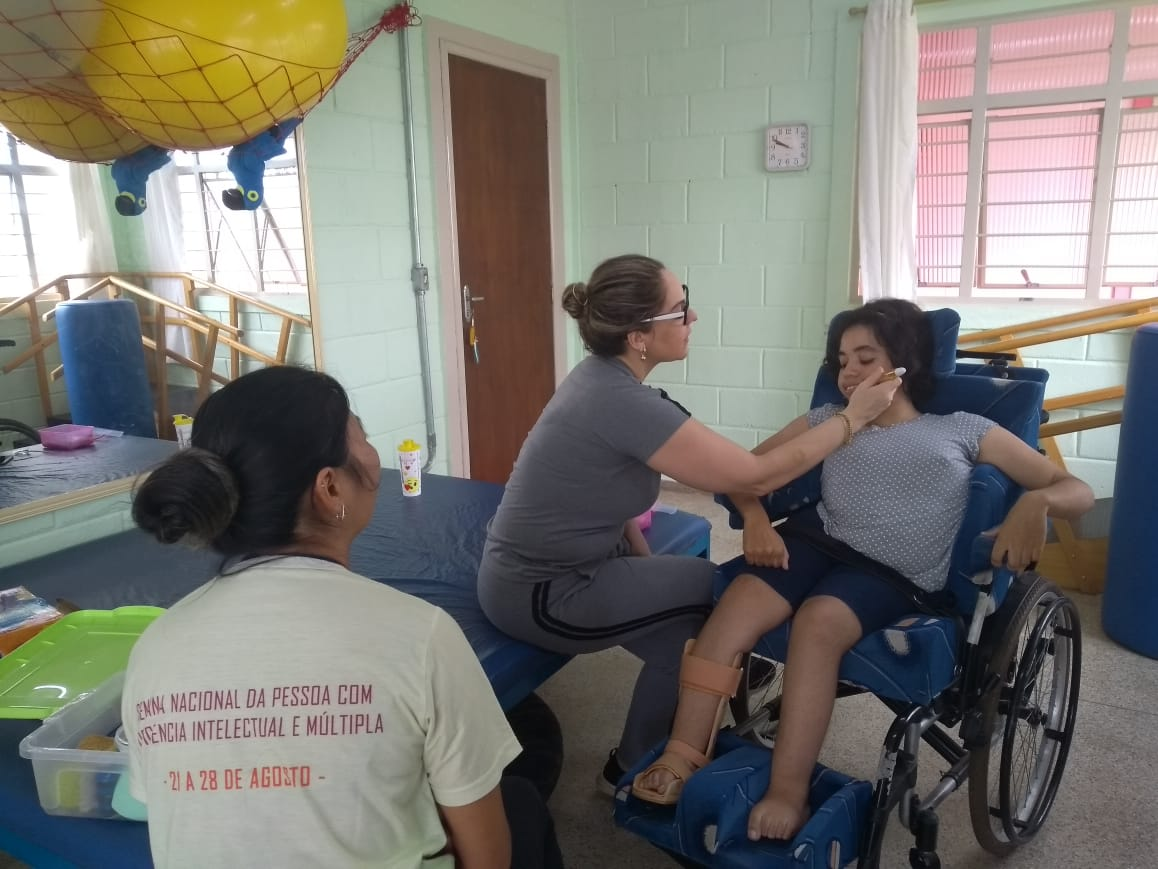 NACIONAL DA PESSOA COM
INTELECTUAL E MÚLTIPLA
- 21 A 28 DE AGOSTO -